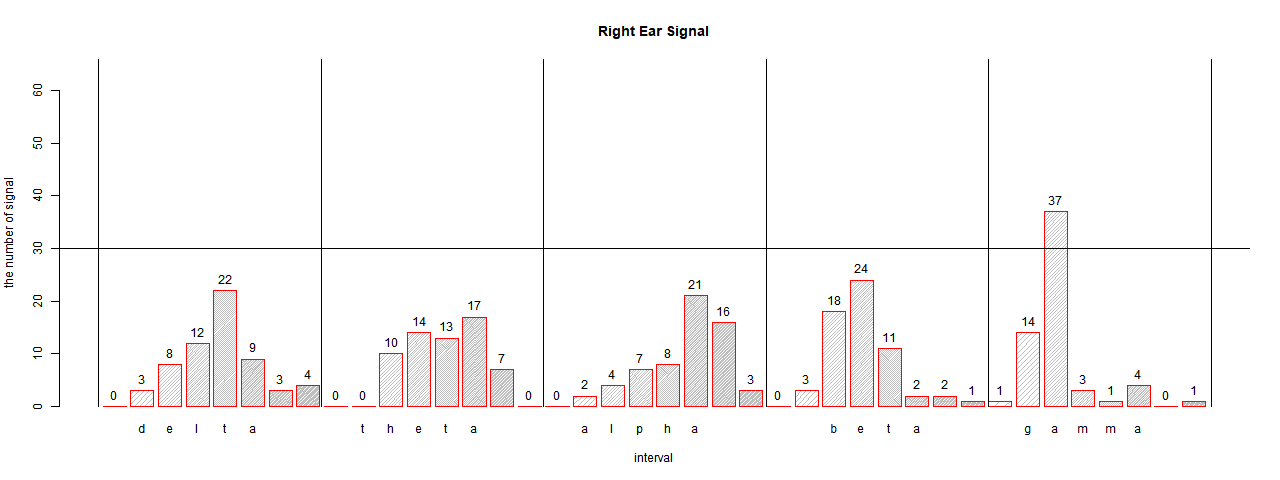 Right Ear Signal
the number of signal
60
50
40
30
20
10
0
0 3 8 12 22 9 3 4 0 0 10 14 13 17 7 0 0 2 4 7 8 21 16 3 0 3 18 24 11 2 2 1 1 14 37 3 1 4 0 1
d e l t a t h e t a a l p h a b e t a g a m m a
interval